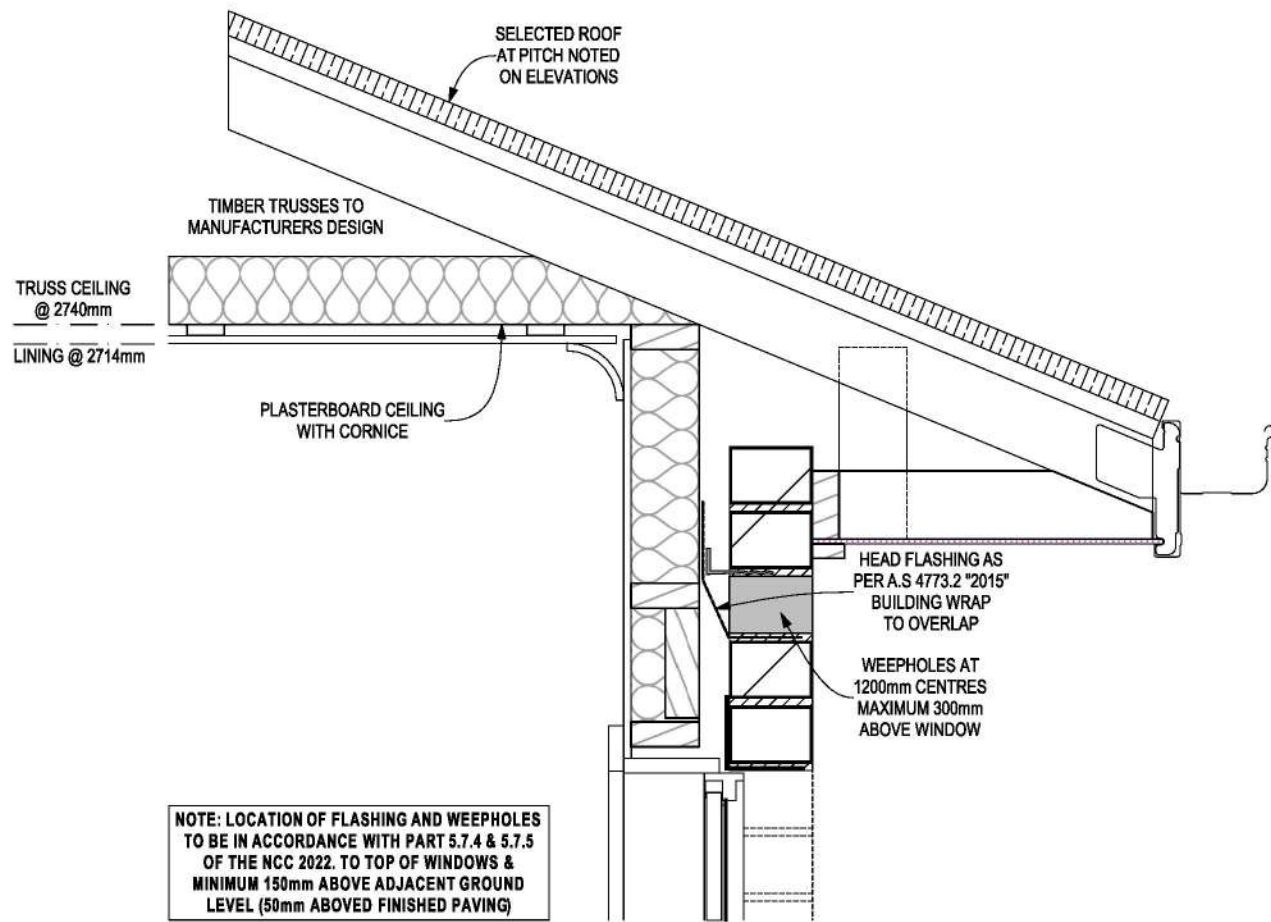 SELECTED ROOF
AT PITCH NOTED
ON ELEVATIONS
TIMBER TRUSSES TO
MANUFACTURERS DESIGN
TRUSS CEILING
@ 2740mm
LINING @ 2714mm
PLASTERBOARD CEILING
WITH CORNICE
HEAD FLASHING AS
PER A.S 4773.2 "2015"
BUILDING WRAP
TO OVERLAP
WEEPHOLES AT
1200mm CENTRES
MAXIMUM 300mm
ABOVE WINDOW
NOTE: LOCATION OF FLASHING AND WEEPHOLES
TO BE IN ACCORDANCE WITH PART 5.7.4 & 5.7.5
OF THE NCC 2022. TO TOP OF WINDOWS &
MINIMUM 150mm ABOVE ADJACENT GROUND
LEVEL (50mm ABOVED FINISHED PAVING)